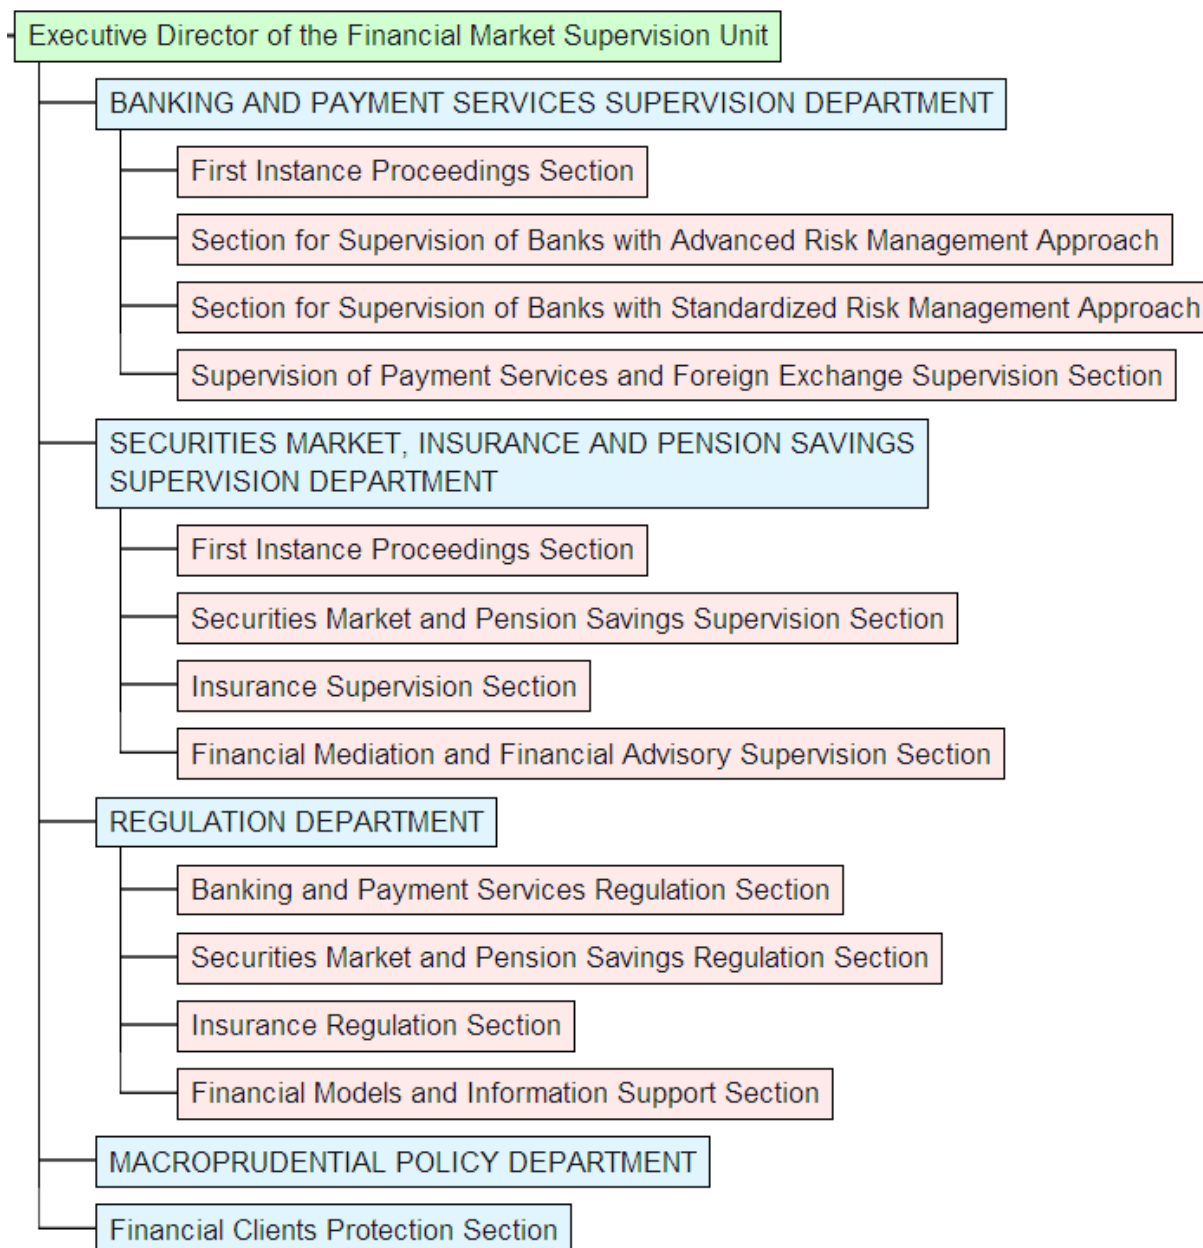 Executive Director of the Financial Market Supervision Unit
BANKING AND PAYMENT SERVICES SUPERVISION DEPARTMENT
First Instance Proceedings Section
Section for Supervision of Banks with Advanced Risk Management Approach
Section for Supervision of Banks with Standardized Risk Management Approach
Supervision of Payment Services and Foreign Exchange Supervision Section
SECURITIES MARKET, INSURANCE AND PENSION SAVINGS
SUPERVISION DEPARTMENT
First Instance Proceedings Section
Securities Market and Pension Savings Supervision Section
Insurance Supervision Section
Financial Mediation and Financial Advisory Supervision Section
REGULATION DEPARTMENT
Banking and Payment Services Regulation Section
Securities Market and Pension Savings Regulation Section
Insurance Regulation Section
Financial Models and Information Support Section
MACROPRUDENTIAL POLICY DEPARTMENT
Financial Clients Protection Section